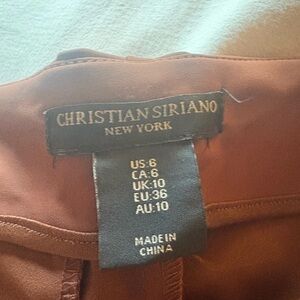 CHRISTIAN SIRIANO
NEW YORK
US:6
CA:6
UK:10
EU:36
AU:10
MADE IN
CHINA